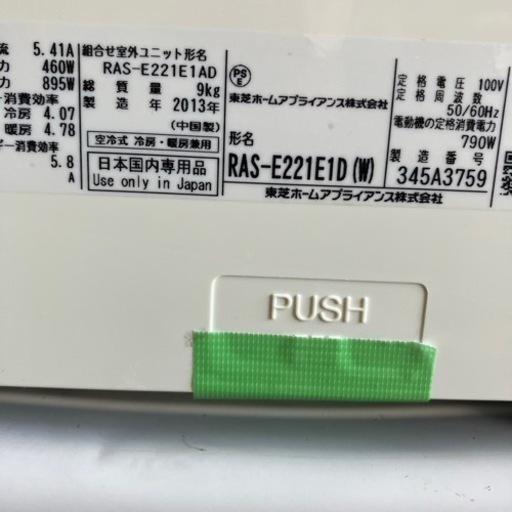 流 5.41A
力 460W
力 895W
ー消費効率
冷房 4.07
暖房 4.78
ー消費効率
5.8
A
組合せ室外ユニット形名
RAS-E221E1AD
総質量 9kg
製造年 2013年
(中国製)
空冷式 冷房・暖房兼用
日本国内専用品
Use only in Japan
PS
E
東芝ホームアプライアンス株式会社
形名
RAS-E221E1D(W)
東芝ホームアプライアンス株式会社
定格電圧 100V
定格周波数
50/60Hz
電動機の定格消費電力
790W
製造番号
345A3759
PUSH